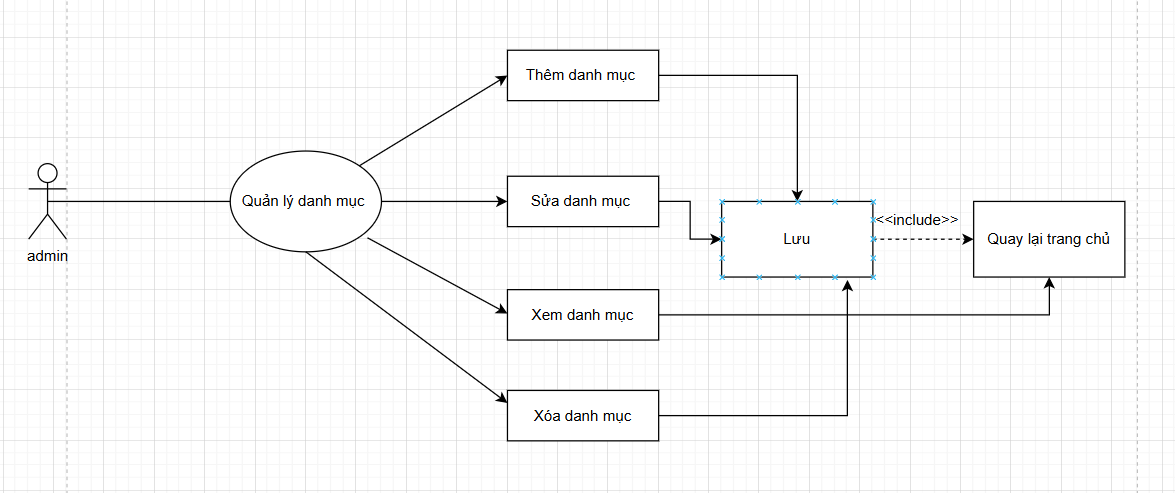 Thêm danh mục
Quản lý danh mục
Sửa danh mục
Lưu
<<include>>
Quay lại trang chủ
admin
Xem danh mục
Xóa danh mục